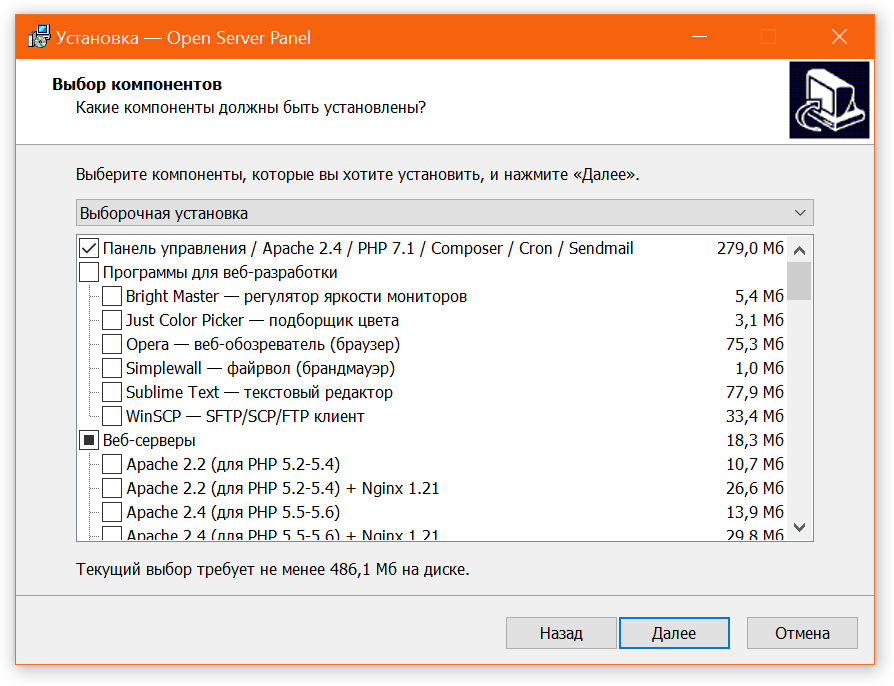 Установка — Open Server Panel
Выбор компонентов
Какие компоненты должны быть установлены?
Выберите компоненты, которые вы хотите установить, и нажмите «Далее».
Выборочная установка
Панель управления / Apache 2.4 / PHP 7.1 / Composer / Cron / Sendmail 279,0 Мб
Программы для веб-разработки
Bright Master — регулятор яркости мониторов 5,4 Мб
Just Color Picker — подборщик цвета 3,1 Мб
Opera — веб-обозреватель (браузер) 75,3 Мб
Simplewall — файрвол (брандмауэр) 1,0 Мб
Sublime Text — текстовый редактор 77,9 Мб
WinSCP — SFTP/SCP/FTP клиент 33,4 Мб
Веб-серверы 18,3 Мб
Apache 2.2 (для PHP 5.2-5.4) 10,7 Мб
Apache 2.2 (для PHP 5.2-5.4) + Nginx 1.21 26,6 Мб
Apache 2.4 (для PHP 5.5-5.6) 13,9 Мб
Apache 2.4 (для PHP 5.5-5.6) + Nginx 1.21 29,8 Мб
Текущий выбор требует не менее 486,1 Мб на диске.
Назад Далее Отмена